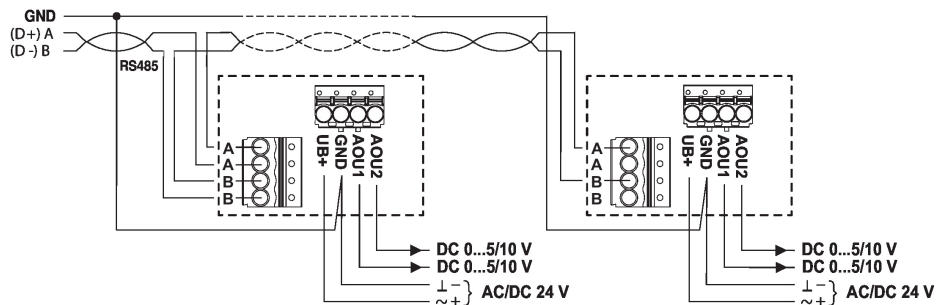 GND
(D+) A
(D -) B
RS485
A
A
B
B
UB+
GND
AOU1
AOU2
DC 0...5/10 V
DC 0...5/10 V
⊥ −
~ + } AC/DC 24 V
A
A
B
B
UB+
GND
AOU1
AOU2
DC 0...5/10 V
DC 0...5/10 V
⊥ −
~ + } AC/DC 24 V